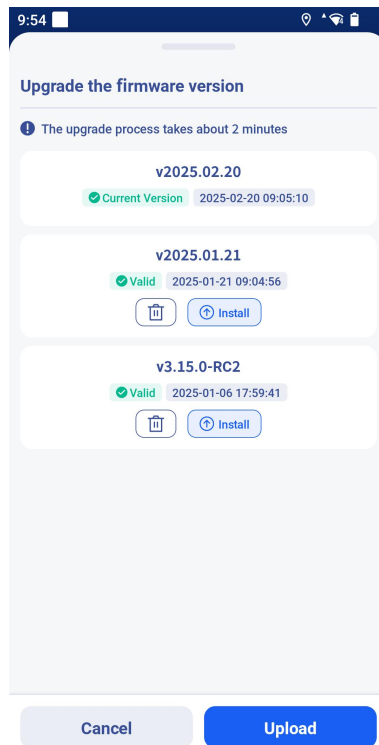 9:54
Upgrade the firmware version
The upgrade process takes about 2 minutes
v2025.02.20
Current Version 2025-02-20 09:05:10
v2025.01.21
Valid 2025-01-21 09:04:56
Install
v3.15.0-RC2
Valid 2025-01-06 17:59:41
Install
Cancel Upload